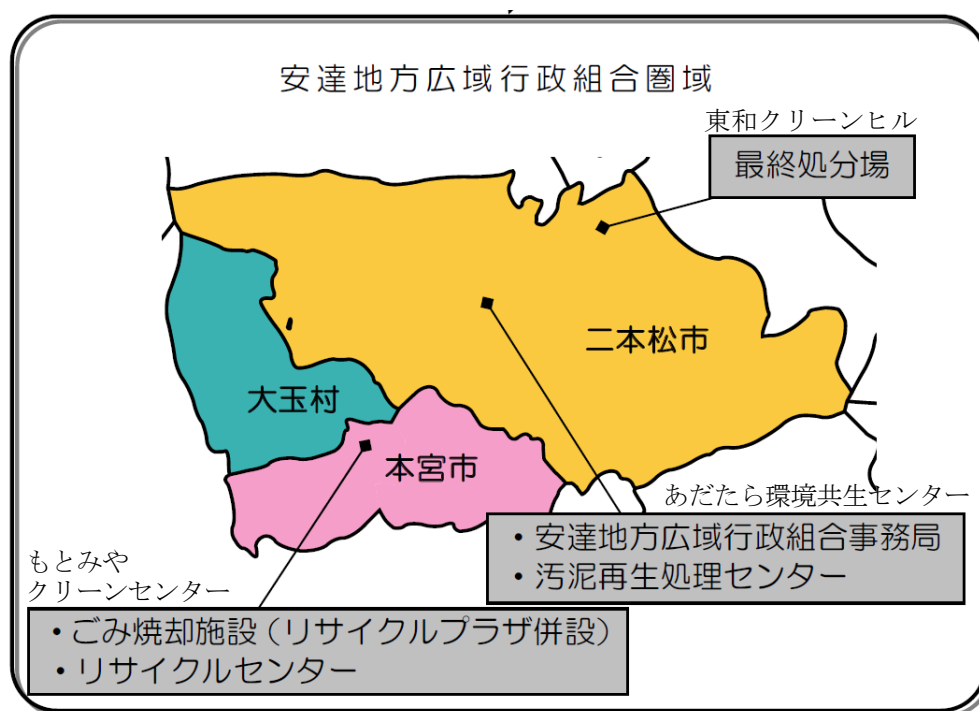 安達地方広域行政組合圏域
東和クリーンヒル
最終処分場
二本松市
大玉村
本宮市
あだたら環境共生センター
・安達地方広域行政組合事務局
・汚泥再生処理センター
もとみや
クリーンセンター
・ごみ焼却施設（リサイクルプラザ併設）
・リサイクルセンター